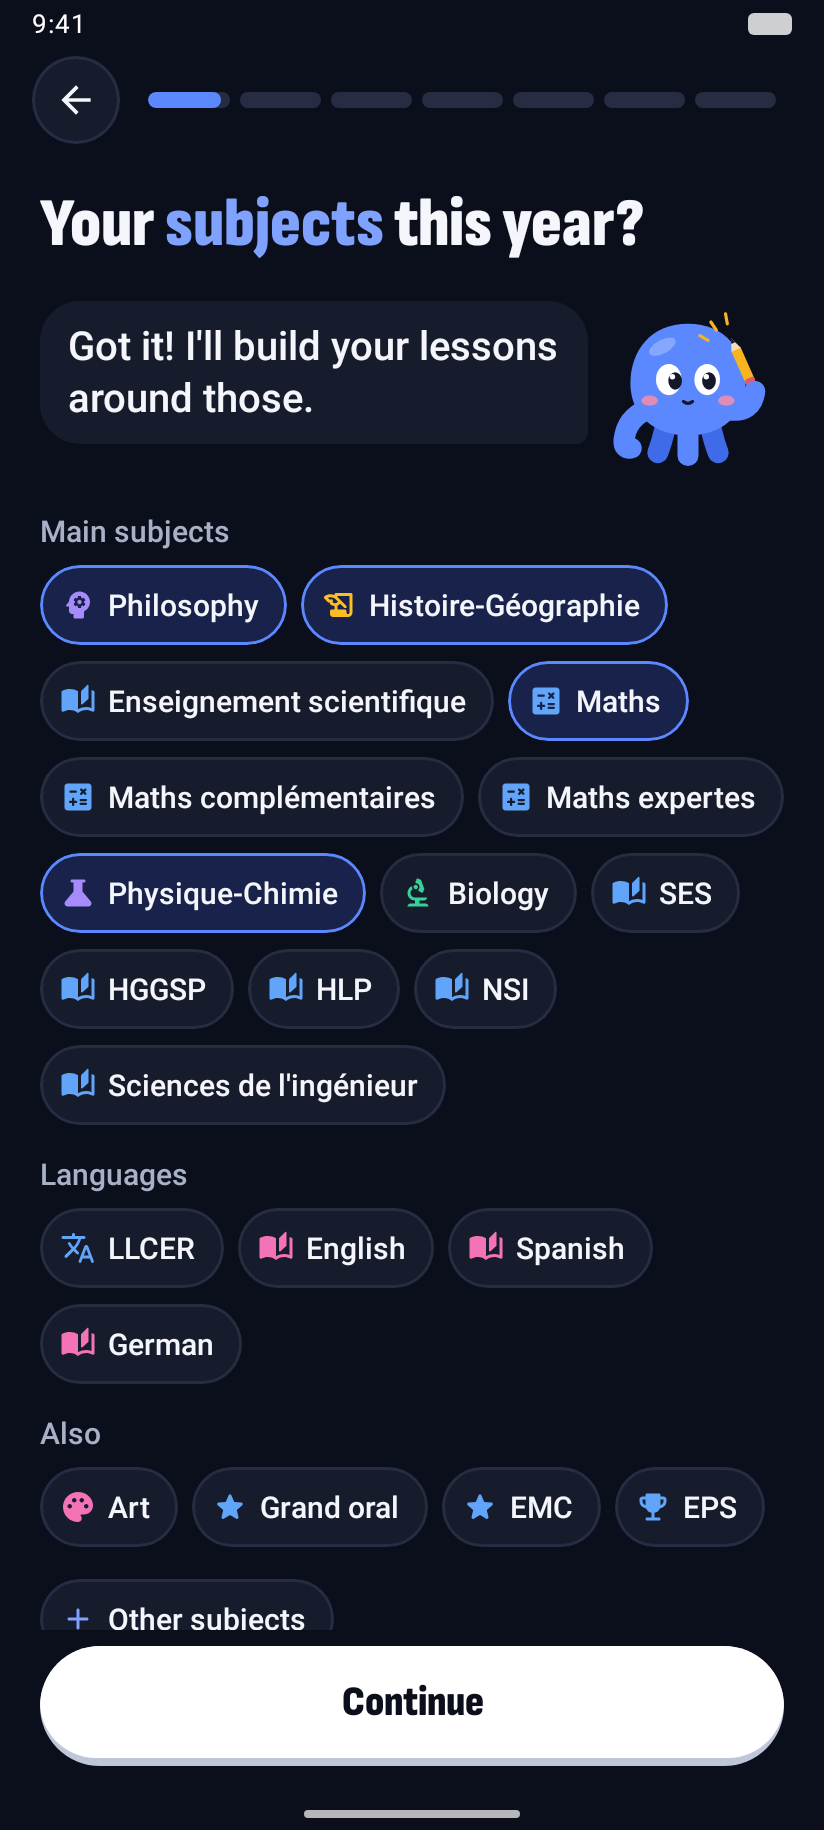 9:41
Your subjects this year?
Got it! I'll build your lessons
around those.
Main subjects
Philosophy
Histoire-Géographie
Enseignement scientifique
Maths
Maths complémentaires
Maths expertes
Physique-Chimie
Biology
SES
HGGSP
HLP
NSI
Sciences de l'ingénieur
Languages
LLCER
English
Spanish
German
Also
Art
Grand oral
EMC
EPS
Other subjects
Continue